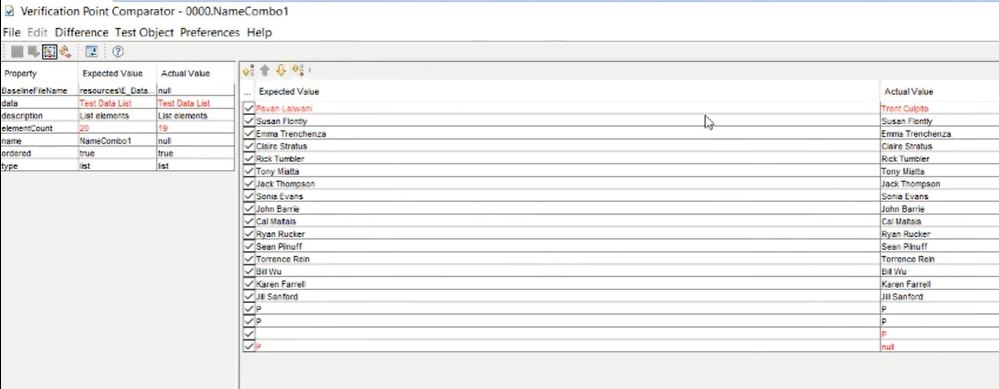 Verification Point Comparator - 0000.NameCombo1
File Edit Difference Test Object Preferences Help
Property Expected Value Actual Value
BaselineFileName resources\E_Data... null
data Test Data List Test Data List
description List elements List elements
elementCount 20 19
name NameCombo1 null
ordered true true
type list list
... Expected Value Actual Value
Pavan Lalwani Trent Culpito
Susan Flontly Susan Flontly
Emma Trenchenza Emma Trenchenza
Claire Stratus Claire Stratus
Rick Tumbler Rick Tumbler
Tony Miatta Tony Miatta
Jack Thompson Jack Thompson
Sonia Evans Sonia Evans
John Barrie John Barrie
Cal Maltais Cal Maltais
Ryan Rucker Ryan Rucker
Sean Pinuff Sean Pinuff
Torrence Rein Torrence Rein
Bill Wu Bill Wu
Karen Farrell Karen Farrell
Jill Sanford Jill Sanford
P P
P P
P
P null